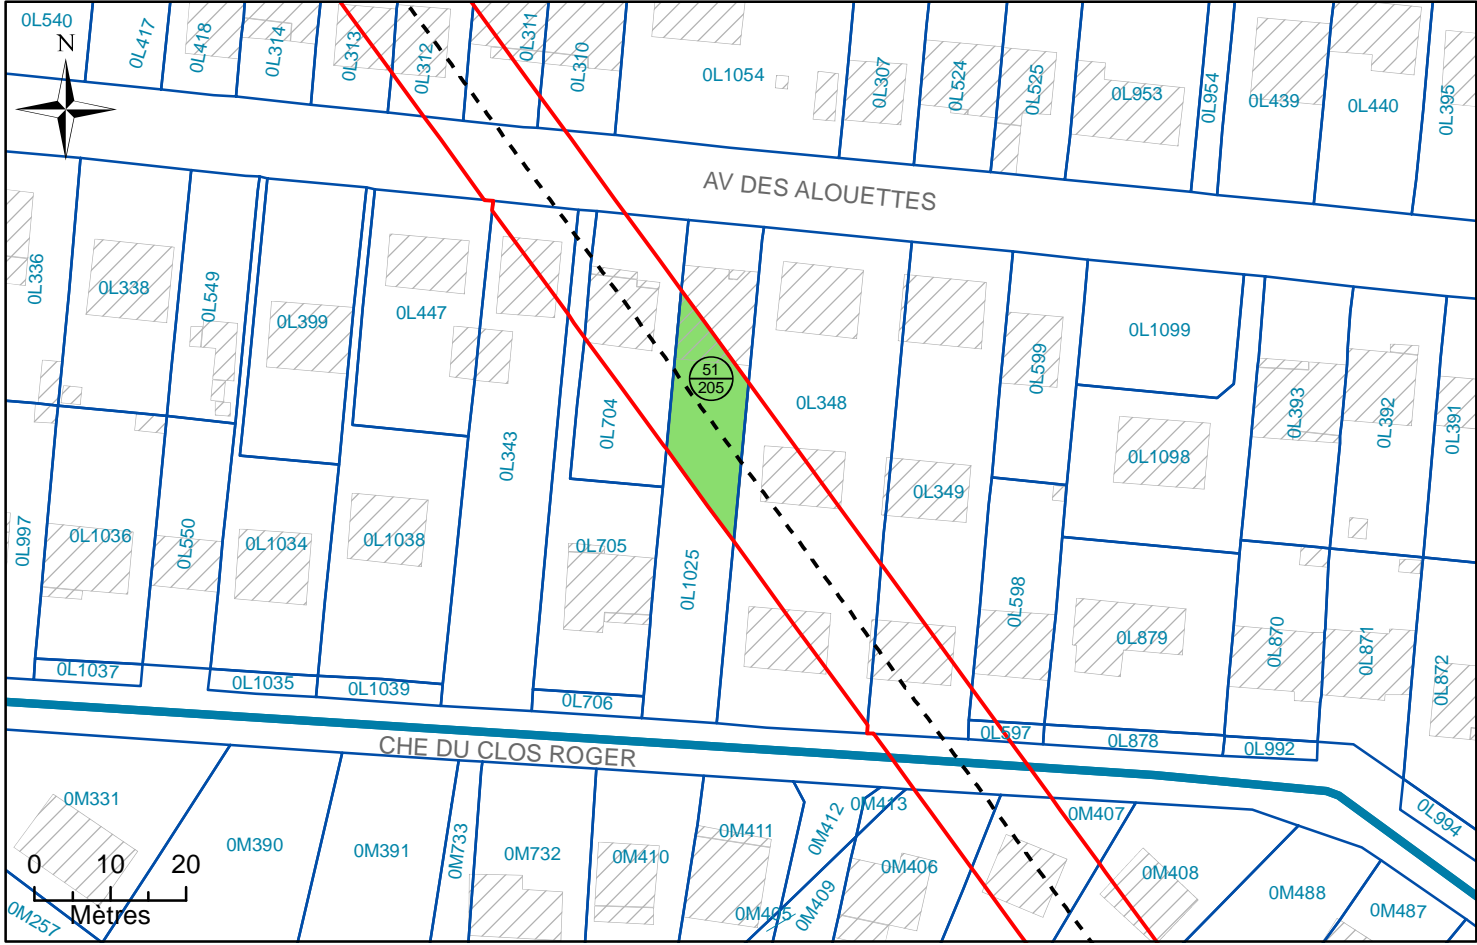 0L540
0L417
0L418
0L314
0L313
0L312
0L311
0L310
0L1054
0L307
0L524
0L525
0L953
0L954
0L439
0L440
0L395
N
AV DES ALOUETTES
0L336
0L338
0L549
0L399
0L447
0L343
0L704
51
205
0L348
0L349
0L599
0L1099
0L1098
0L393
0L392
0L391
0L997
0L1036
0L550
0L1034
0L1038
0L705
0L1025
0L598
0L879
0L870
0L871
0L872
0L1037
0L1035
0L1039
0L706
0L597
0L878
0L992
0L994
CHE DU CLOS ROGER
0M331
0M390
0M391
0M733
0M732
0M410
0M411
0M412
0M413
0M406
0M407
0M408
0M488
0M487
0M405
0M409
0M257
0 10 20
Mètres